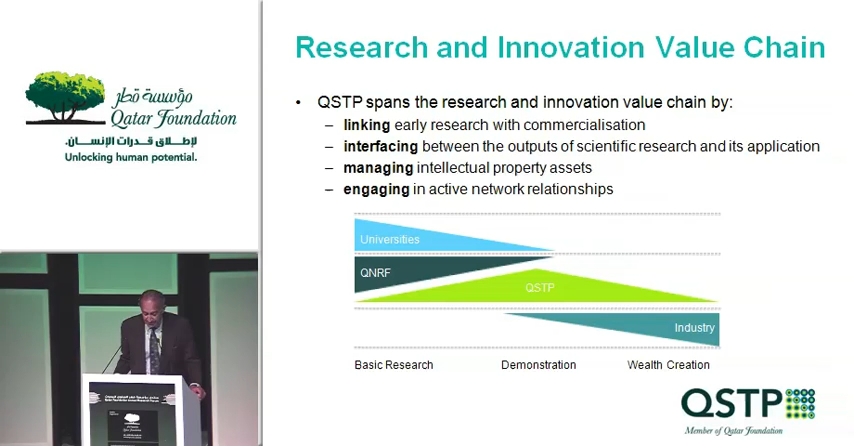 مؤسسة قطر
Qatar Foundation
لإطلاق قدرات الإنسان.
Unlocking human potential.
Research and Innovation Value Chain
• QSTP spans the research and innovation value chain by:
– linking early research with commercialisation
– interfacing between the outputs of scientific research and its application
– managing intellectual property assets
– engaging in active network relationships
Universities
QNRF
QSTP
Industry
Basic Research Demonstration Wealth Creation
QSTP
Member of Qatar Foundation